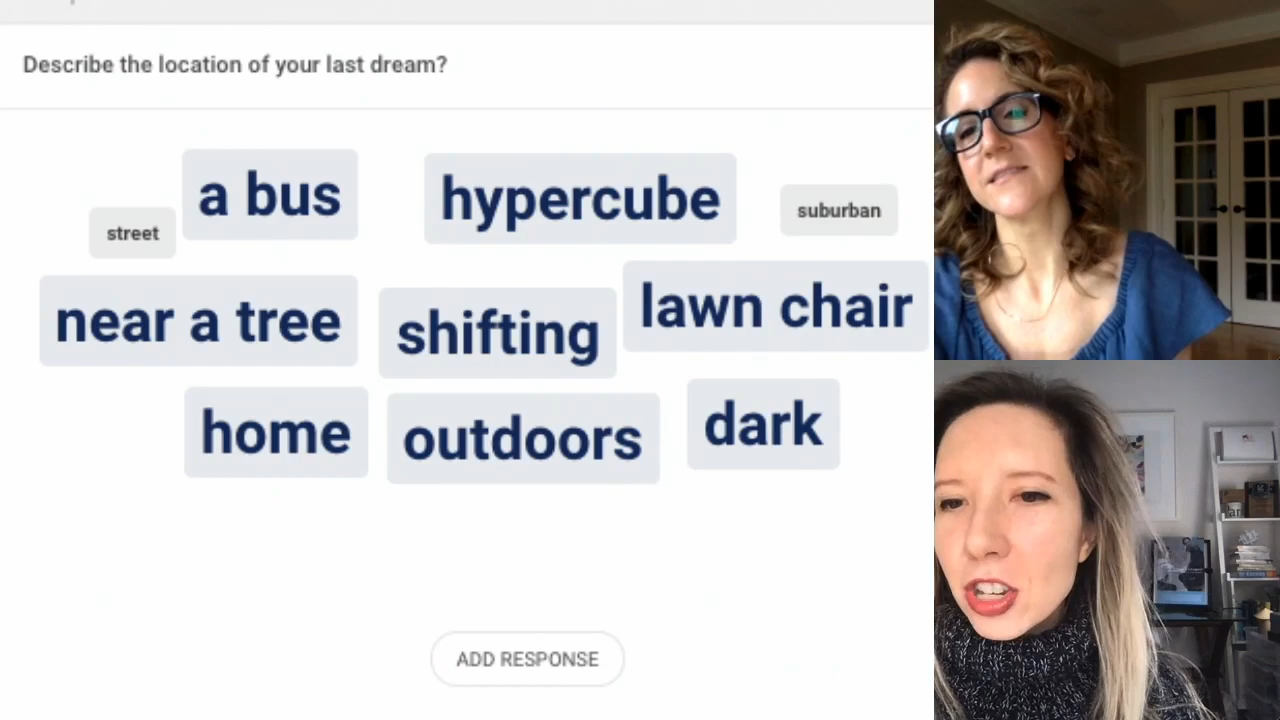 Describe the location of your last dream?
a bus
hypercube
suburban
street
near a tree
shifting
lawn chair
home
outdoors
dark
ADD RESPONSE